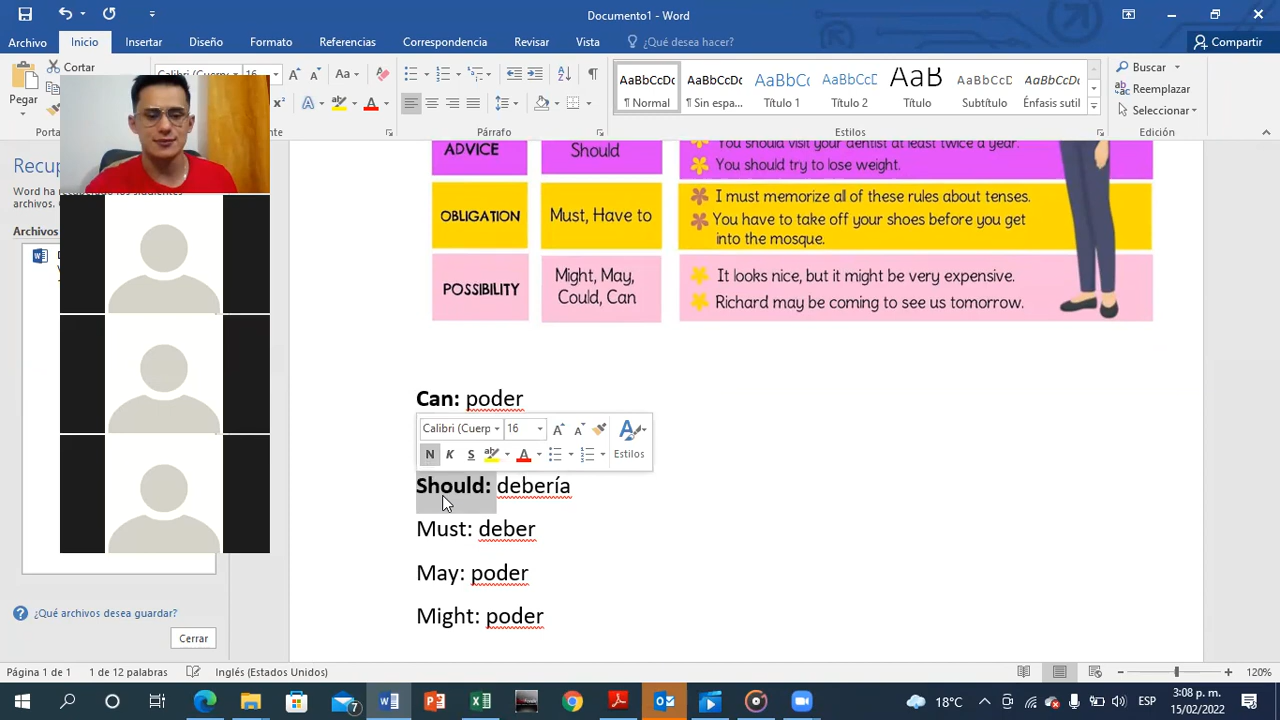 Documento1 - Word
Archivo Inicio Insertar Diseño Formato Referencias Correspondencia Revisar Vista ¿Qué desea hacer? Compartir
Cortar
Pegar
16
Aa
Párrafo
AaBbCcDc AaBbCcDc AaBbCc AaBbCcD AaB AaBbCcD AaBbCcDc
¶ Normal ¶ Sin espa... Título 1 Título 2 Título Subtítulo Énfasis sutil
Estilos
Buscar
Reemplazar
Seleccionar
Edición
ADVICE
Should
You should visit your dentist at least twice a year.
You should try to lose weight.
OBLIGATION
Must, Have to
I must memorize all of these rules about tenses.
You have to take off your shoes before you get
into the mosque.
POSSIBILITY
Might, May,
Could, Can
It looks nice, but it might be very expensive.
Richard may be coming to see us tomorrow.
Can: poder
Calibri (Cuerp 16
N K S Estilos
Should: debería
Must: deber
May: poder
Might: poder
¿Qué archivos desea guardar?
Cerrar
Página 1 de 1 1 de 12 palabras Inglés (Estados Unidos) 120%
7
18°C ESP
3:08 p. m.
15/02/2022